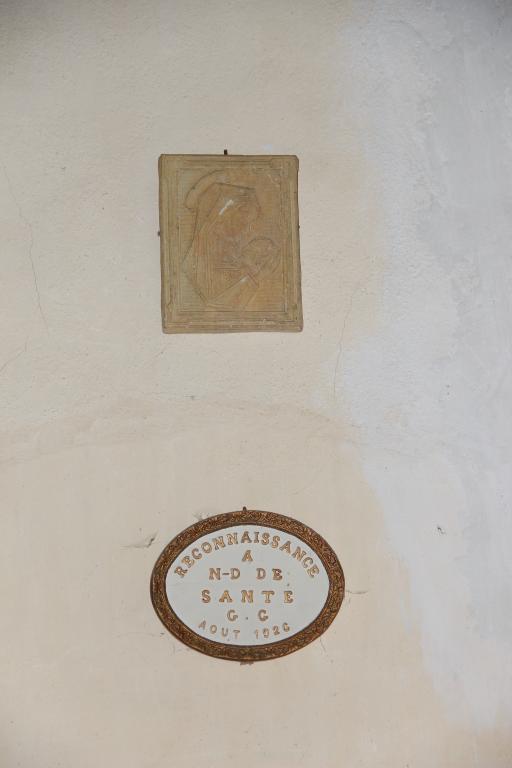 RECONNAISSANCE
A
N-D DE
SANTE
G. G
AOUT 1926